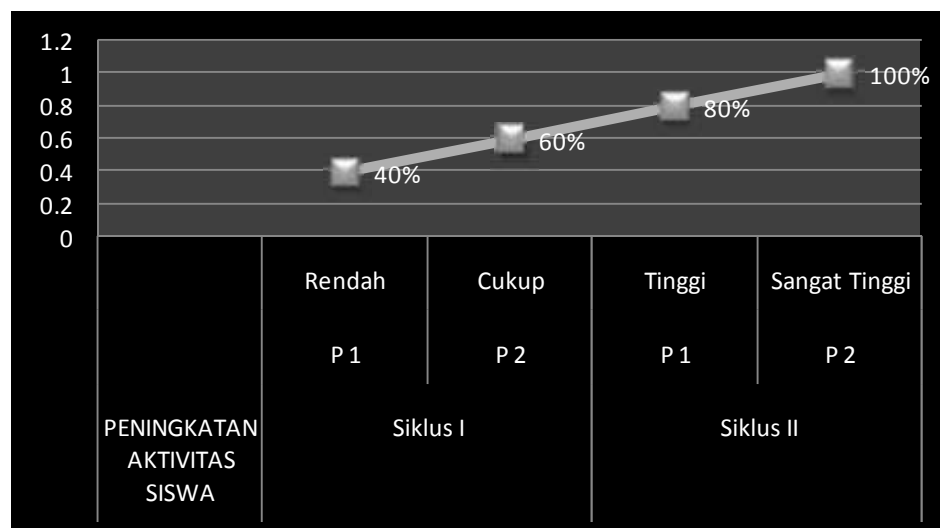 1.2
1
0.8
0.6
0.4
0.2
0
40%
60%
80%
100%
Rendah Cukup Tinggi Sangat Tinggi
P 1 P 2 P 1 P 2
PENINGKATAN
AKTIVITAS
SISWA
Siklus I Siklus II